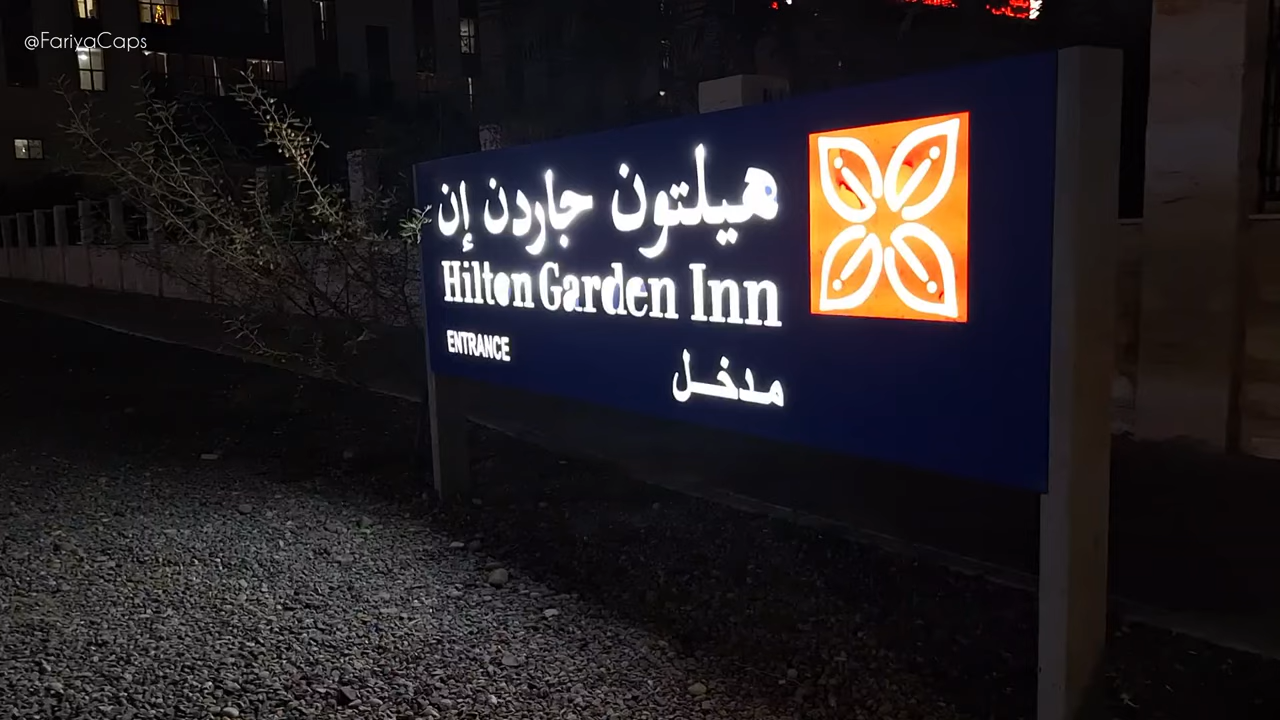 @FariyaCaps
هيلتون جاردن إن
Hilton Garden Inn
ENTRANCE
مدخل